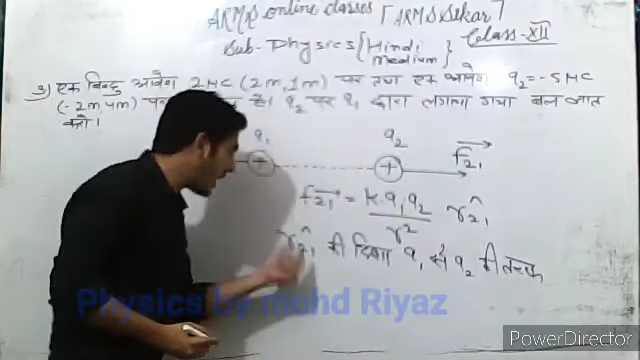 ARMS online classes [ARMS Sikar]
Sub- Physics {Hindi medium} Class-XII
3) एक बिन्दु आवेश 2μC (2m, 1m) पर तथा एक आवेश q₂=-5μC
(-2m, 4m) है। q₂ पर q₁ द्वारा लगाया गया बल ज्ञात
करो।
q₁ q₂
+ + F₂₁
F₂₁ = K q₁ q₂ / r² r̂₂₁
r̂₂₁ की दिशा q₁ से q₂ की तरफ
Physics by mohd Riyaz
PowerDirector